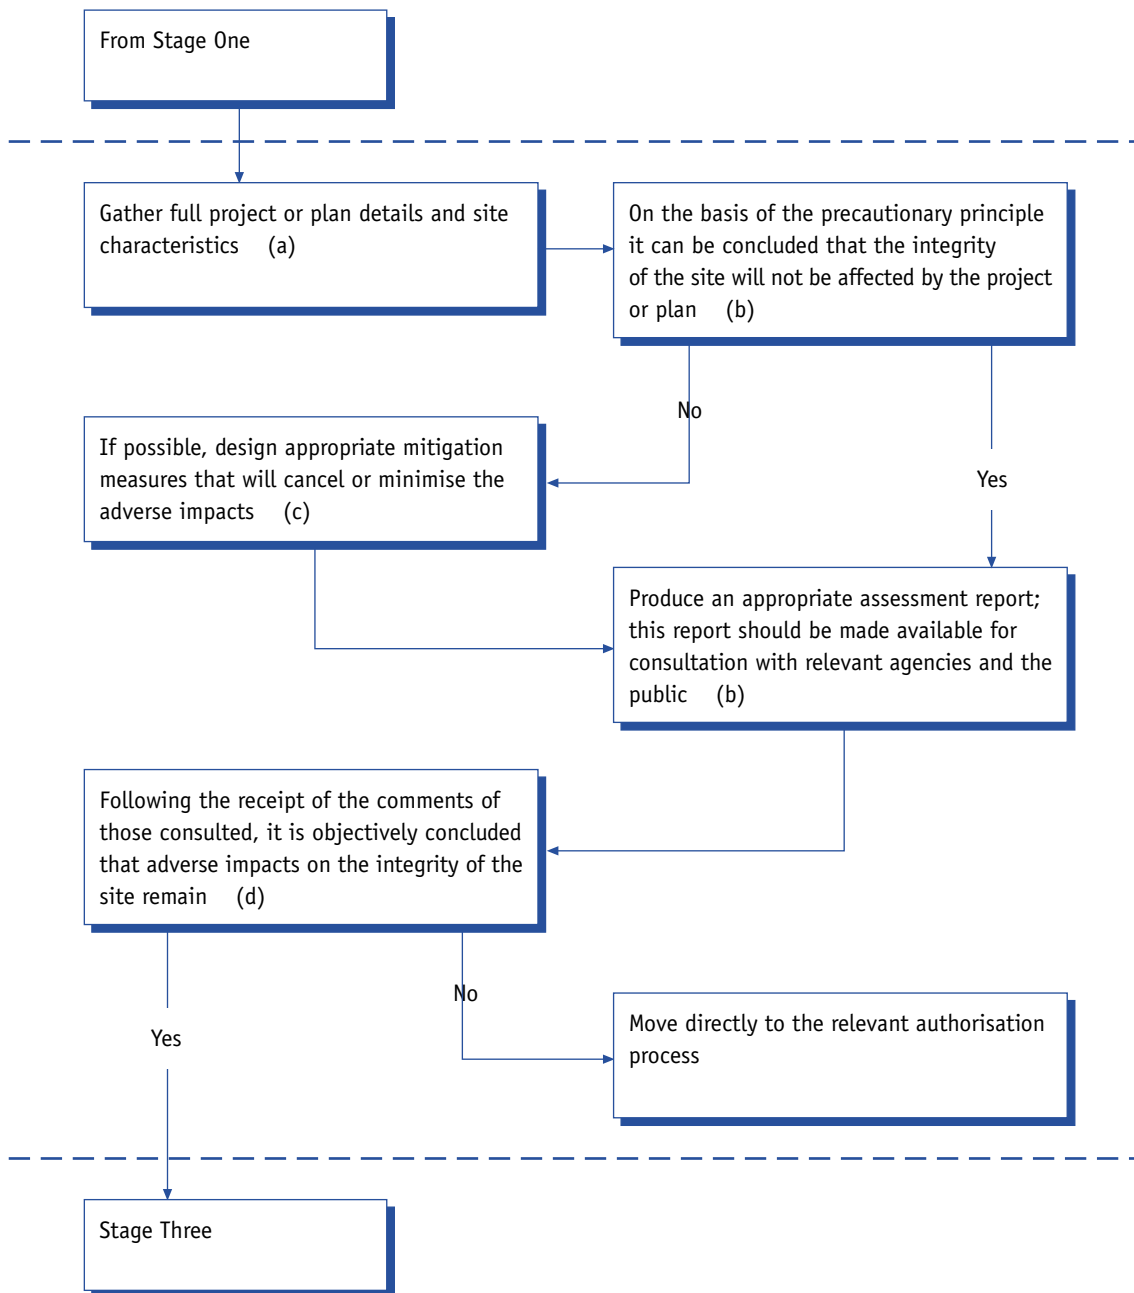 From Stage One
Gather full project or plan details and site
characteristics (a)
On the basis of the precautionary principle
it can be concluded that the integrity
of the site will not be affected by the project
or plan (b)
No
Yes
If possible, design appropriate mitigation
measures that will cancel or minimise the
adverse impacts (c)
Produce an appropriate assessment report;
this report should be made available for
consultation with relevant agencies and the
public (b)
Following the receipt of the comments of
those consulted, it is objectively concluded
that adverse impacts on the integrity of the
site remain (d)
No
Yes
Move directly to the relevant authorisation
process
Stage Three